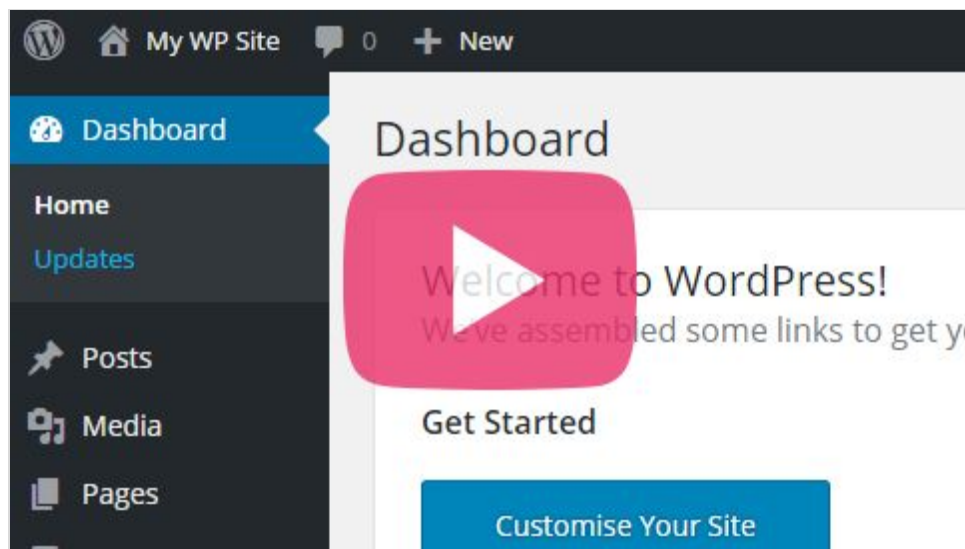 My WP Site 0 New
Dashboard
Home
Updates
Posts
Media
Pages
Dashboard
Welcome to WordPress!
We've assembled some links to get
Get Started
Customise Your Site